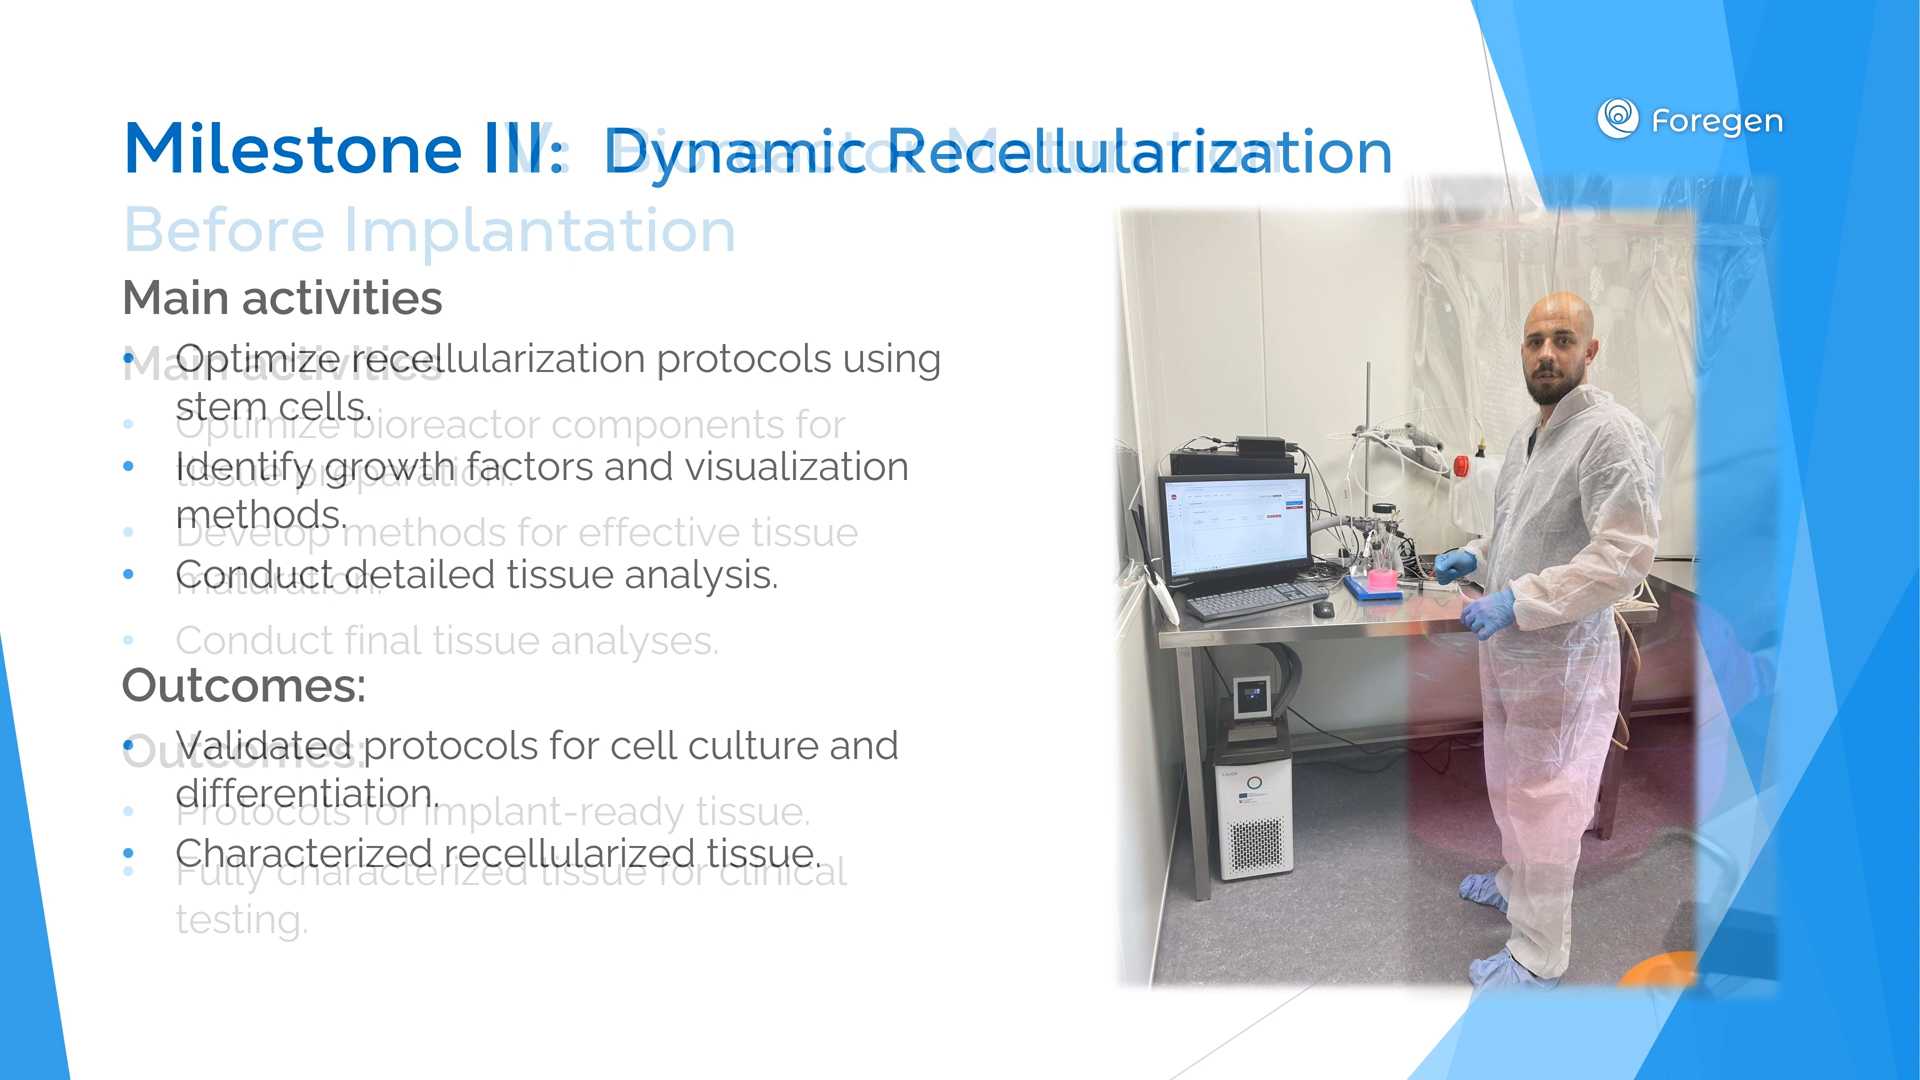 Foregen
Milestone III: Dynamic Recellularization
Main activities
• Optimize recellularization protocols using
stem cells.
• Identify growth factors and visualization
methods.
• Conduct detailed tissue analysis.
Outcomes:
• Validated protocols for cell culture and
differentiation.
• Characterized recellularized tissue.
Milestone IV: Bioreactor Maturation
Before Implantation
Main activities
• Optimize bioreactor components for
tissue preparation.
• Develop methods for effective tissue
maturation.
• Conduct final tissue analyses.
Outcomes:
• Protocols for implant-ready tissue.
• Fully characterized tissue for clinical
testing.